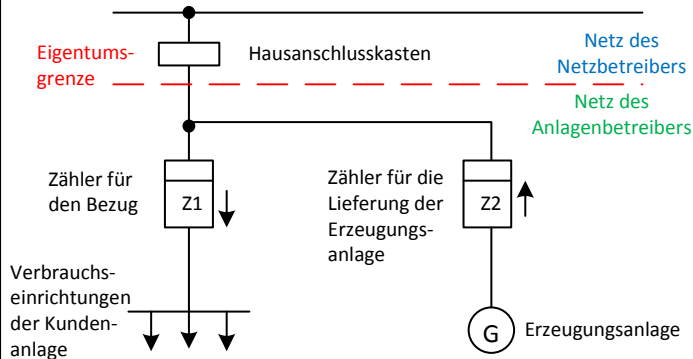 Eigentums-
grenze
Hausanschlusskasten
Netz des
Netzbetreibers
Netz des
Anlagenbetreibers
Zähler für
den Bezug
Z1
Zähler für die
Lieferung der
Erzeugungs-
anlage
Z2
Verbrauchs-
einrichtungen
der Kunden-
anlage
G
Erzeugungsanlage